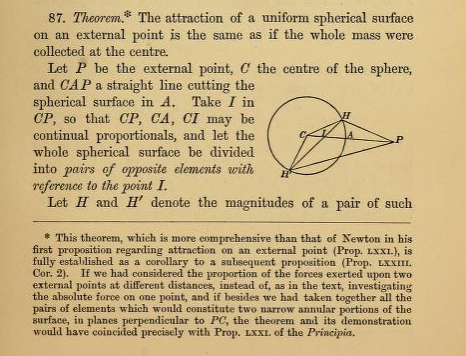 87. Theorem.* The attraction of a uniform spherical surface
on an external point is the same as if the whole mass were
collected at the centre.
Let P be the external point, C the centre of the sphere,
and CAP a straight line cutting the
spherical surface in A. Take I in
CP, so that CP, CA, CI may be
continual proportionals, and let the
whole spherical surface be divided
into pairs of opposite elements with
reference to the point I.
H
C I A
P
H'
Let H and H' denote the magnitudes of a pair of such
* This theorem, which is more comprehensive than that of Newton in his
first proposition regarding attraction on an external point (Prop. LXXI.), is
fully established as a corollary to a subsequent proposition (Prop. LXXIII.
Cor. 2). If we had considered the proportion of the forces exerted upon two
external points at different distances, instead of, as in the text, investigating
the absolute force on one point, and if besides we had taken together all the
pairs of elements which would constitute two narrow annular portions of the
surface, in planes perpendicular to PC, the theorem and its demonstration
would have coincided precisely with Prop. LXXI. of the Principia.